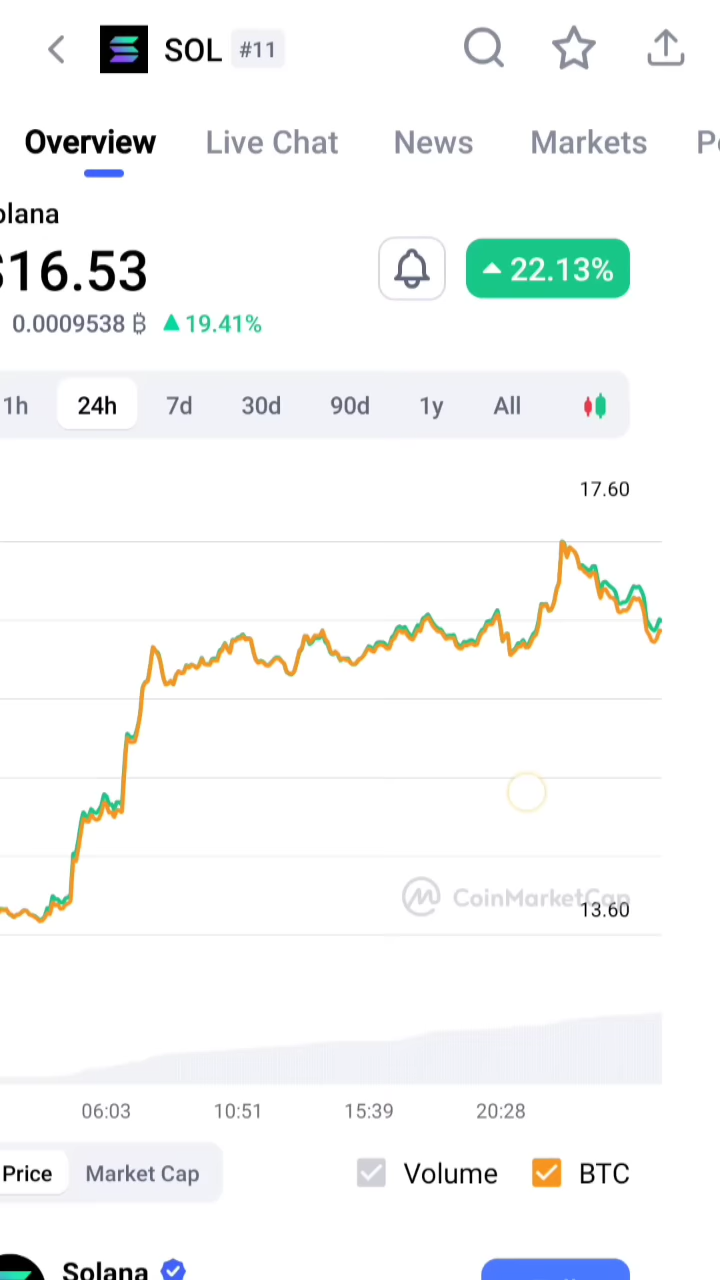 SOL #11
Overview Live Chat News Markets
olana
$16.53 22.13%
0.0009538 ₿ 19.41%
1h 24h 7d 30d 90d 1y All
17.60
CoinMarketCap
13.60
06:03 10:51 15:39 20:28
Price Market Cap Volume BTC
Solana